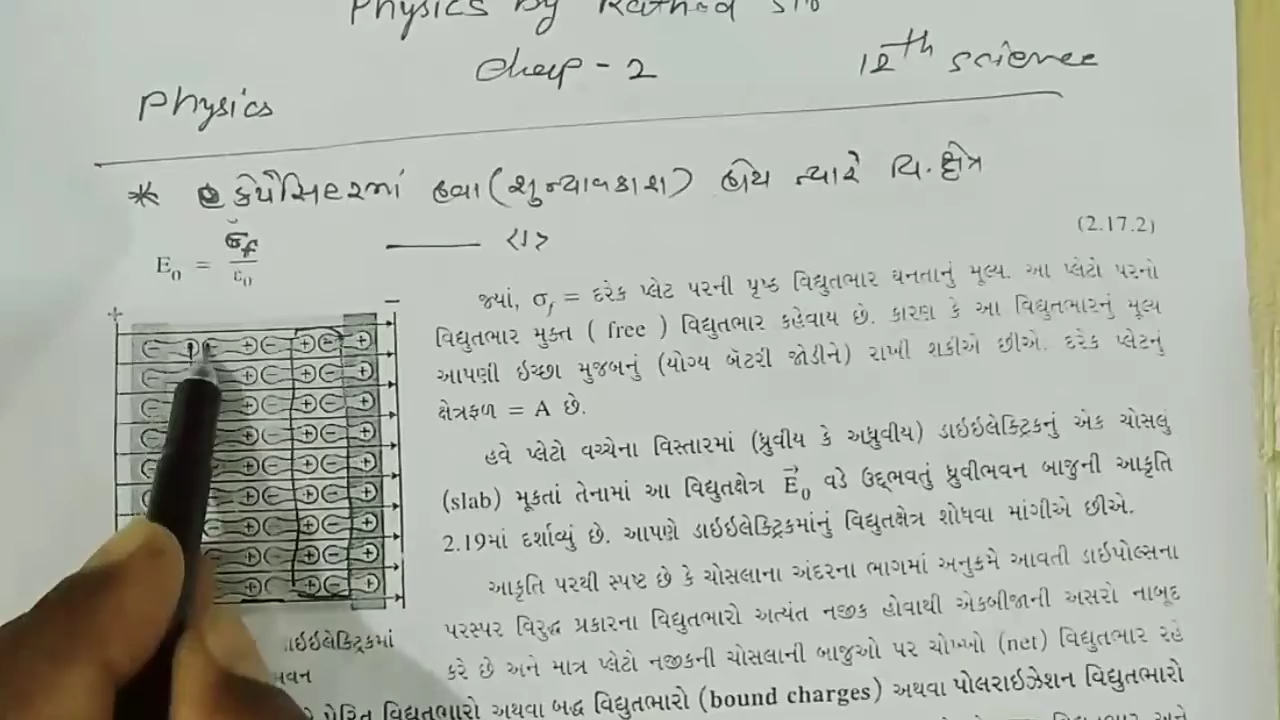 Physics by Rathod
Chap - 2
12th science
Physics
* કેપેસિટરમાં હવા (શુન્યાવકાશ) હોય ત્યારે વિ. ક્ષેત્ર
E₀ = σf / ε₀ ——— <1> (2.17.2)
જ્યાં, σf = દરેક પ્લેટ પરની પૃષ્ઠ વિદ્યુતભાર ઘનતાનું મૂલ્ય. આ પ્લેટો પરનો
વિદ્યુતભાર મુક્ત ( free ) વિદ્યુતભાર કહેવાય છે. કારણ કે આ વિદ્યુતભારનું મૂલ્ય
આપણી ઇચ્છા મુજબનું (યોગ્ય બૅટરી જોડીને) રાખી શકીએ છીએ. દરેક પ્લેટનું
ક્ષેત્રફળ = A છે.
હવે પ્લેટો વચ્ચેના વિસ્તારમાં (ધ્રુવીય કે અધ્રુવીય) ડાઇઇલેક્ટ્રિકનું એક ચોસલું
(slab) મૂકતાં તેનામાં આ વિદ્યુતક્ષેત્ર E⃗₀ વડે ઉદ્ભવતું ધ્રુવીભવન બાજુની આકૃતિ
2.19માં દર્શાવ્યું છે. આપણે ડાઇઇલેક્ટ્રિકમાંનું વિદ્યુતક્ષેત્ર શોધવા માંગીએ છીએ.
આકૃતિ પરથી સ્પષ્ટ છે કે ચોસલાના અંદરના ભાગમાં અનુક્રમે આવતી ડાઇપોલ્સના
પરસ્પર વિરુદ્ધ પ્રકારના વિદ્યુતભારો અત્યંત નજીક હોવાથી એકબીજાની અસરો નાબૂદ
કરે છે અને માત્ર પ્લેટો નજીકની ચોસલાની બાજુઓ પર ચોખ્ખો (net) વિદ્યુતભાર રહે
પ્રેરિત વિદ્યુતભારો અથવા બદ્ધ વિદ્યુતભારો (bound charges) અથવા પોલરાઇઝેશન વિદ્યુતભારો